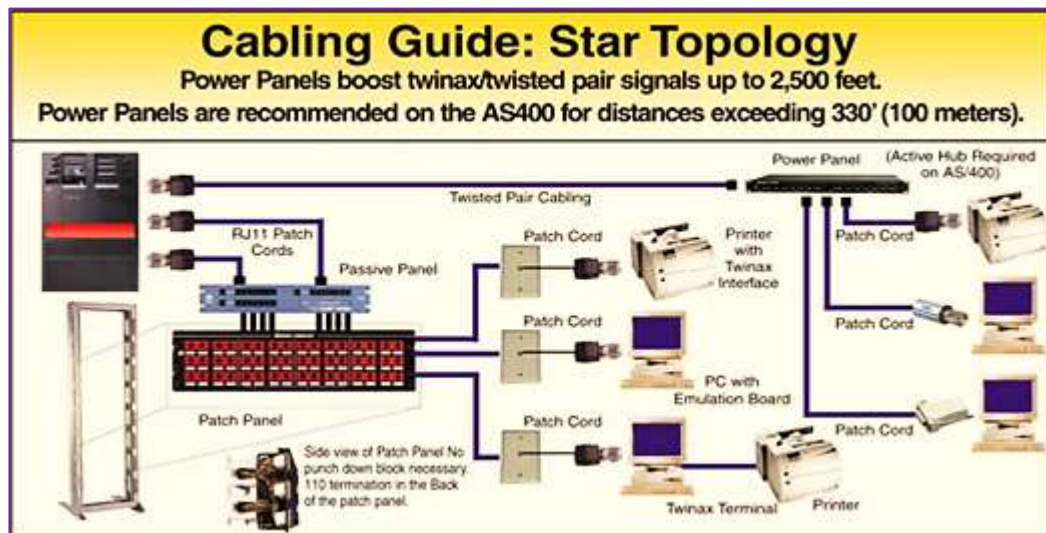 Cabling Guide: Star Topology
Power Panels boost twinax/twisted pair signals up to 2,500 feet.
Power Panels are recommended on the AS400 for distances exceeding 330' (100 meters).
Power Panel
(Active Hub Required
on AS/400)
Twisted Pair Cabling
RJ11 Patch
Cords
Patch Cord
Printer
with
Twinax
Interface
Patch Cord
Passive Panel
Patch Cord
Patch Cord
PC with
Emulation Board
Patch Panel
Patch Cord
Patch Cord
Side view of Patch Panel No
punch down block necessary.
110 termination in the Back
of the patch panel.
Twinax Terminal
Printer